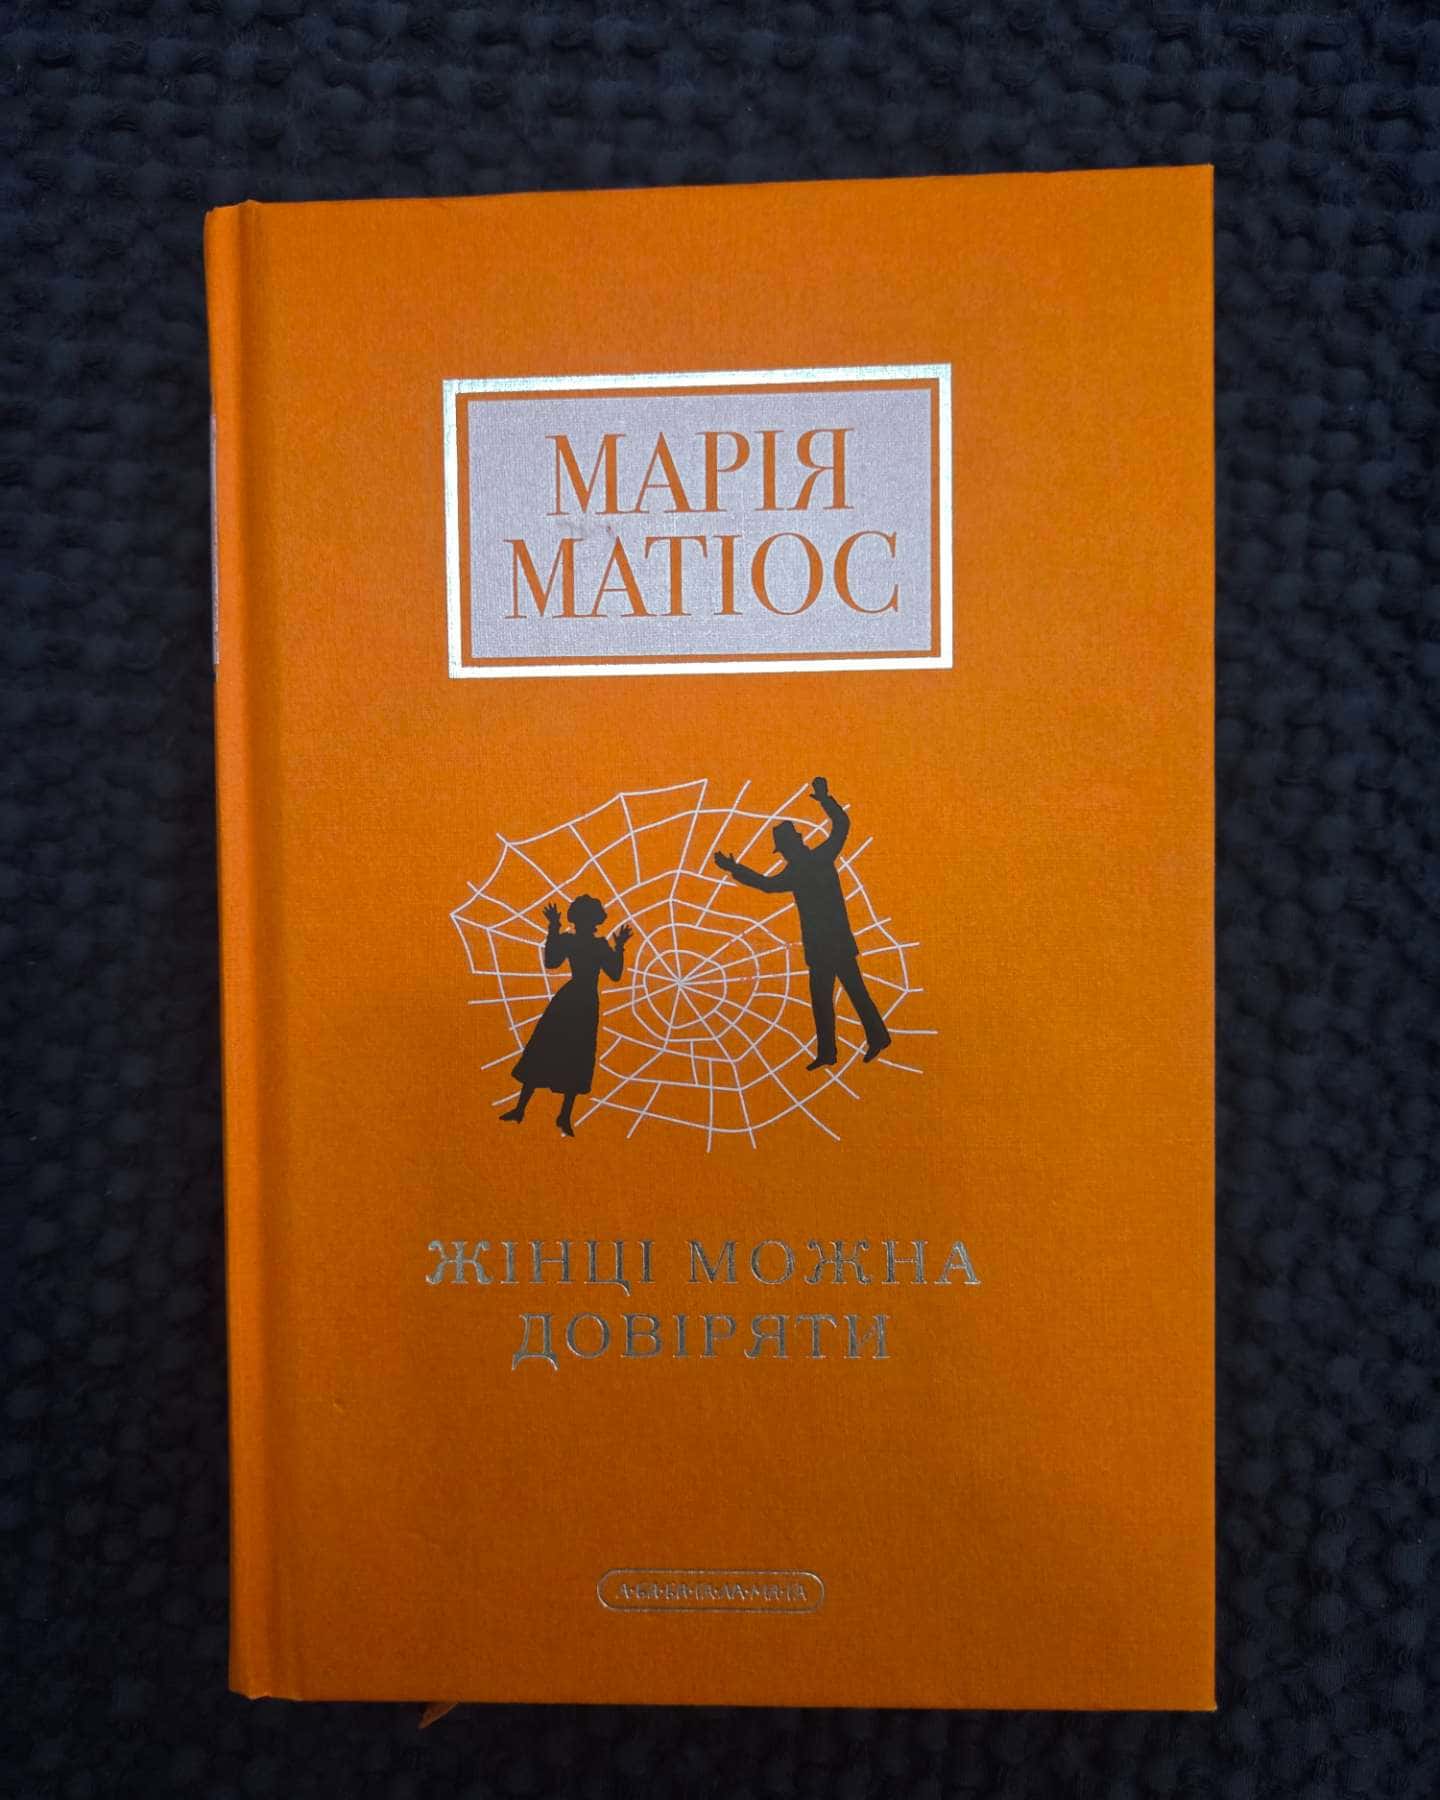 МАРІЯ
МАТІОС
ЖІНЦІ МОЖНА
ДОВІРЯТИ
А·БА·БА·ГА·ЛА·МА·ГА